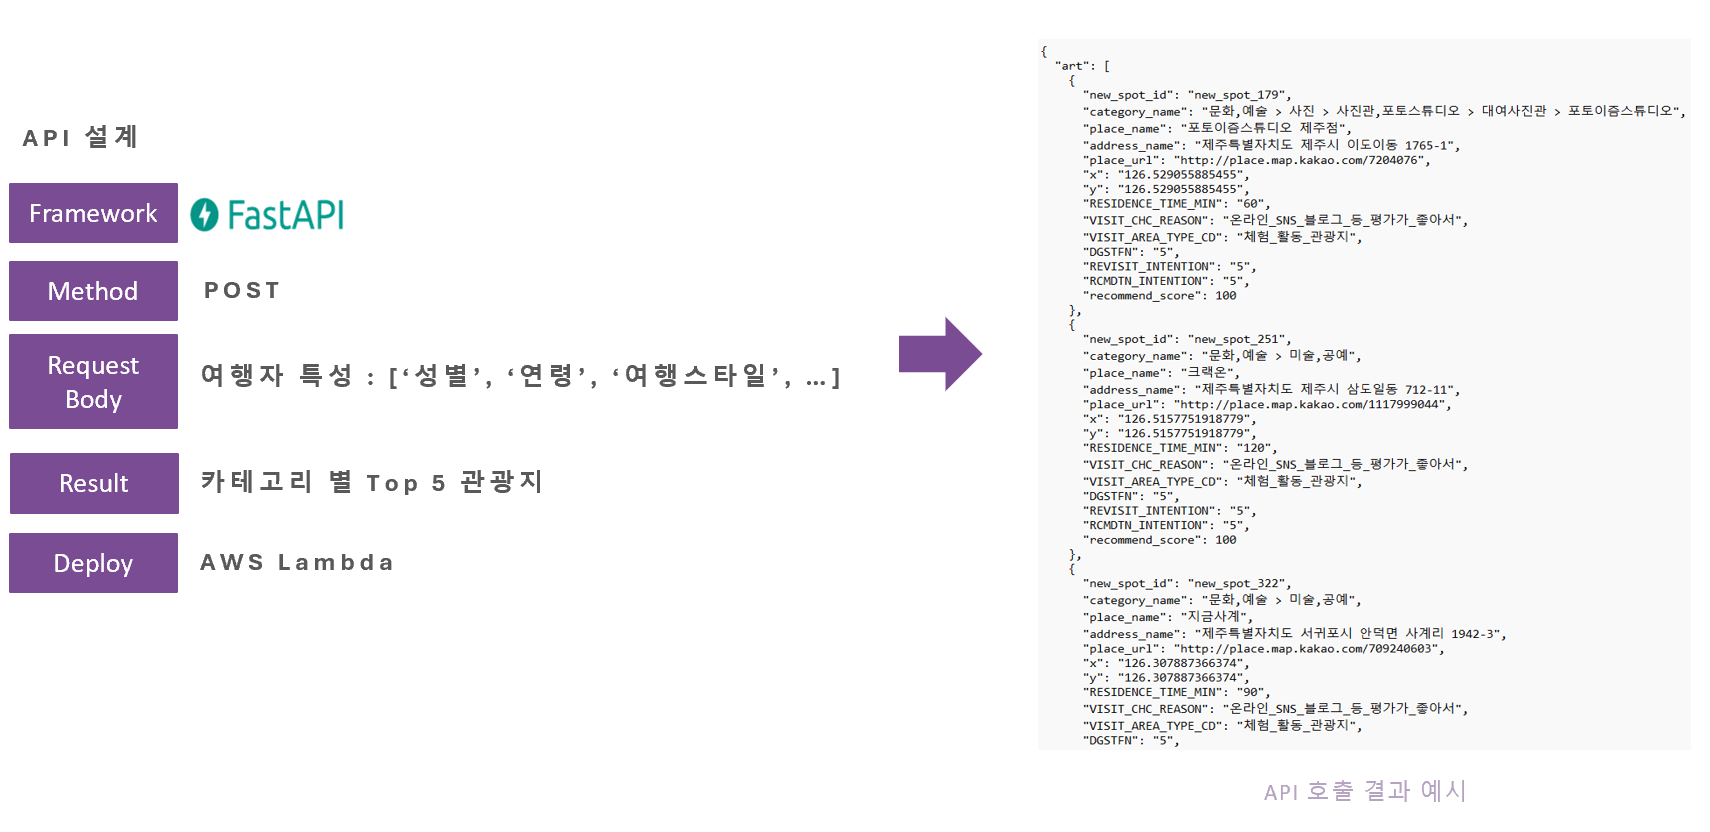 API 설계
Framework
FastAPI
Method
POST
Request
Body
여행자 특성 : [‘성별’, ‘연령’, ‘여행스타일’, …]
Result
카테고리 별 Top 5 관광지
Deploy
AWS Lambda
{
"art": [
{
"new_spot_id": "new_spot_179",
"category_name": "문화,예술 > 사진 > 사진관,포토스튜디오 > 대여사진관 > 포토이즘스튜디오",
"place_name": "포토이즘스튜디오 제주점",
"address_name": "제주특별자치도 제주시 이도이동 1765-1",
"place_url": "http://place.map.kakao.com/7204076",
"x": "126.529055885455",
"y": "126.529055885455",
"RESIDENCE_TIME_MIN": "60",
"VISIT_CHC_REASON": "온라인_SNS_블로그_등_평가가_좋아서",
"VISIT_AREA_TYPE_CD": "체험_활동_관광지",
"DGSTFN": "5",
"REVISIT_INTENTION": "5",
"RCMDTN_INTENTION": "5",
"recommend_score": 100
},
{
"new_spot_id": "new_spot_251",
"category_name": "문화,예술 > 미술,공예",
"place_name": "크랙온",
"address_name": "제주특별자치도 제주시 삼도일동 712-11",
"place_url": "http://place.map.kakao.com/1117999044",
"x": "126.5157751918779",
"y": "126.5157751918779",
"RESIDENCE_TIME_MIN": "120",
"VISIT_CHC_REASON": "온라인_SNS_블로그_등_평가가_좋아서",
"VISIT_AREA_TYPE_CD": "체험_활동_관광지",
"DGSTFN": "5",
"REVISIT_INTENTION": "5",
"RCMDTN_INTENTION": "5",
"recommend_score": 100
},
{
"new_spot_id": "new_spot_322",
"category_name": "문화,예술 > 미술,공예",
"place_name": "지금사계",
"address_name": "제주특별자치도 서귀포시 안덕면 사계리 1942-3",
"place_url": "http://place.map.kakao.com/709240603",
"x": "126.307887366374",
"y": "126.307887366374",
"RESIDENCE_TIME_MIN": "90",
"VISIT_CHC_REASON": "온라인_SNS_블로그_등_평가가_좋아서",
"VISIT_AREA_TYPE_CD": "체험_활동_관광지",
"DGSTFN": "5",
API 호출 결과 예시